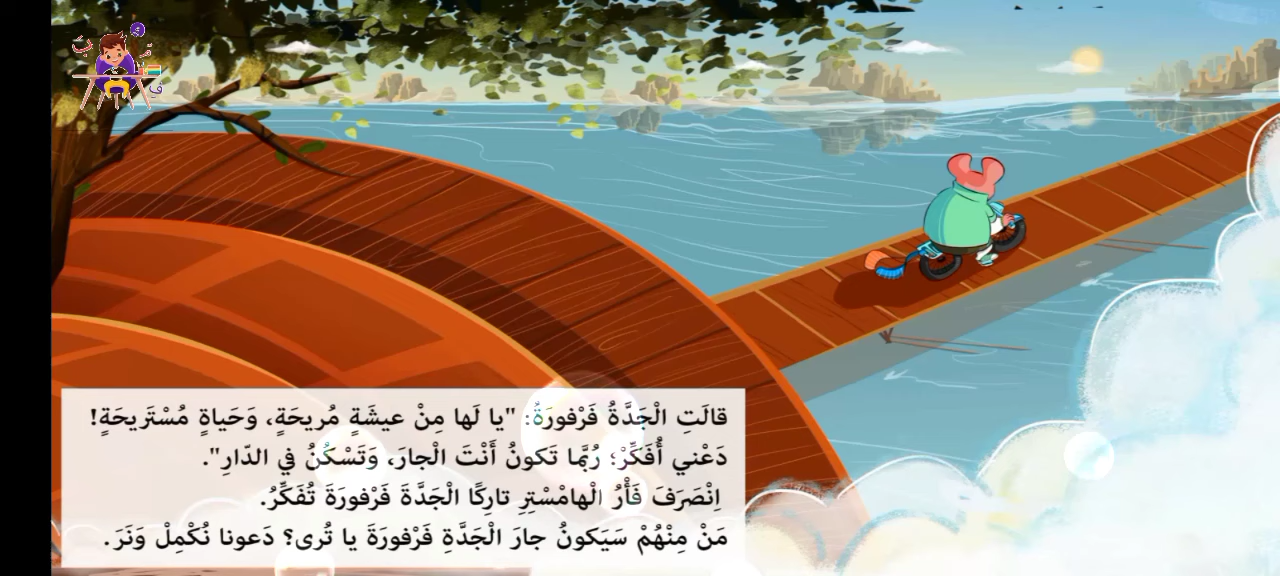 قالَتِ الْجَدَّةُ فَرْفورَةُ: "يا لَها مِنْ عيشَةٍ مُريحَةٍ، وَحَياةٍ مُسْتَريحَةٍ!
دَعْني أُفَكِّرْ؛ رُبَّما تَكونُ أَنْتَ الْجارَ، وَتَسْكُنُ في الدّارِ".
اِنْصَرَفَ فَأْرُ الْهامْسْتِرِ تارِكًا الْجَدَّةَ فَرْفورَةَ تُفَكِّرُ.
مَنْ مِنْهُمْ سَيَكونُ جارَ الْجَدَّةِ فَرْفورَةَ يا تُرى؟ دَعونا نُكْمِلْ وَنَرَ.